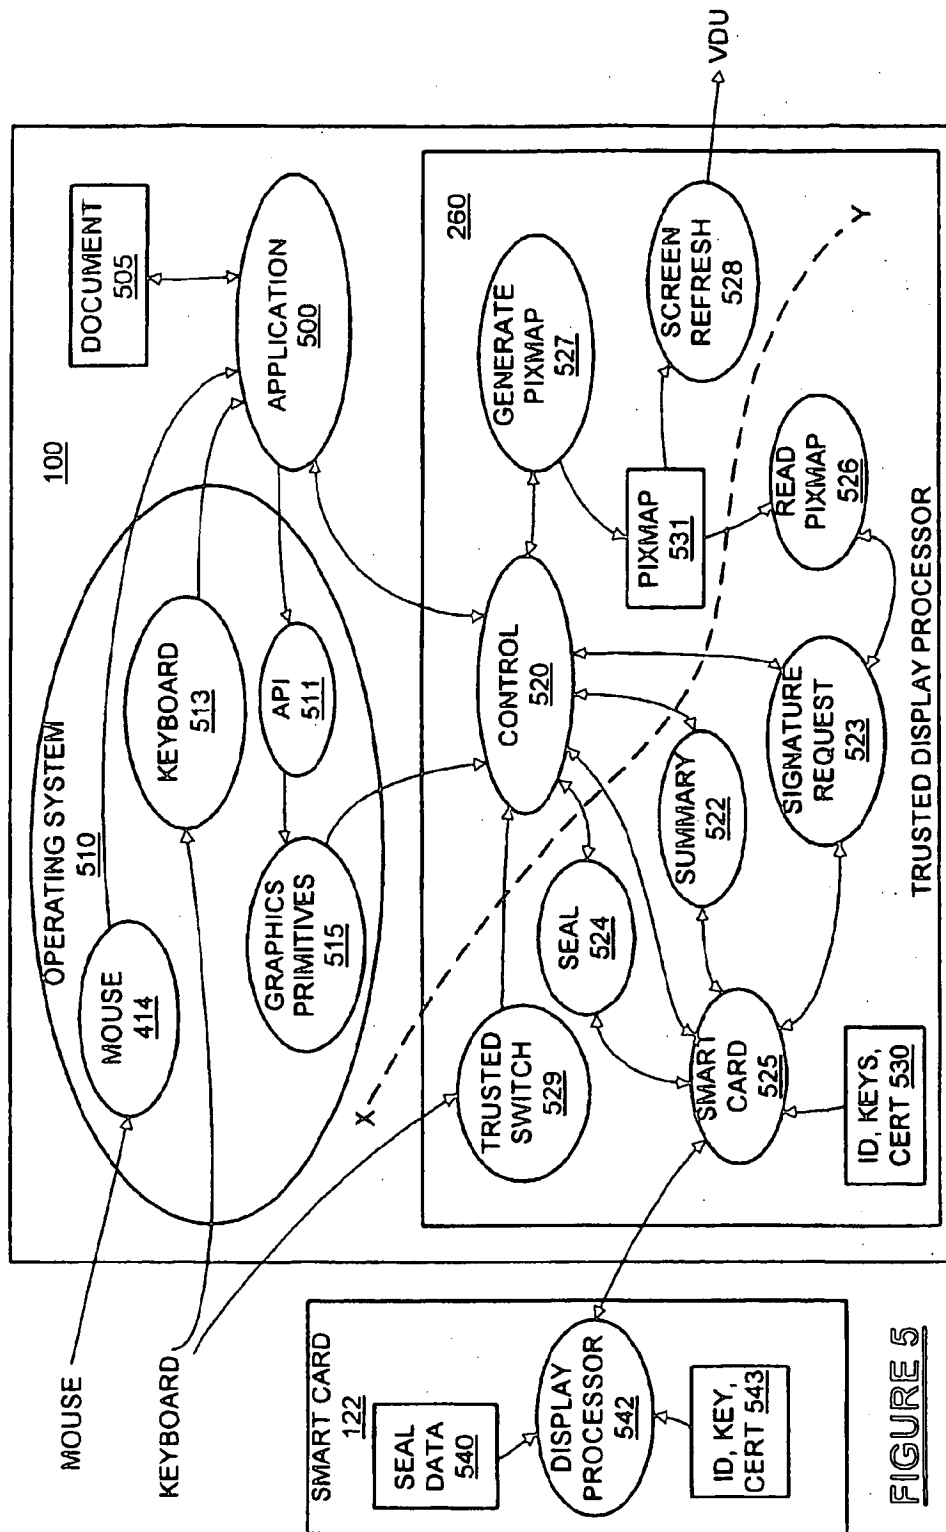 MOUSE
KEYBOARD
100
OPERATING SYSTEM
510
MOUSE
414
KEYBOARD
513
API
511
GRAPHICS
PRIMITIVES
515
DOCUMENT
505
APPLICATION
500
X
Y
260
TRUSTED
SWITCH
529
CONTROL
520
GENERATE
PIXMAP
527
SEAL
524
SUMMARY
522
PIXMAP
531
SCREEN
REFRESH
528
VDU
SMART
CARD
525
SIGNATURE
REQUEST
523
READ
PIXMAP
526
ID, KEYS,
CERT 530
TRUSTED DISPLAY PROCESSOR
SMART CARD
122
SEAL
DATA
540
DISPLAY
PROCESSOR
542
ID, KEY,
CERT 543
FIGURE 5